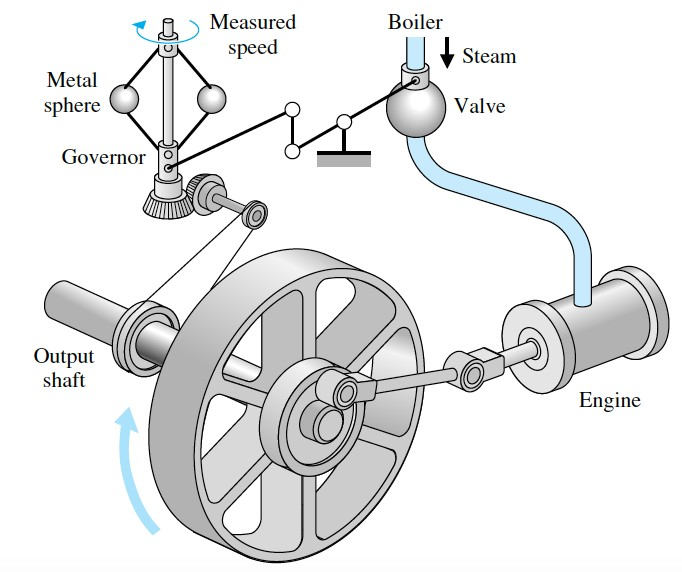 Measured
speed
Boiler
Steam
Metal
sphere
Valve
Governor
Output
shaft
Engine